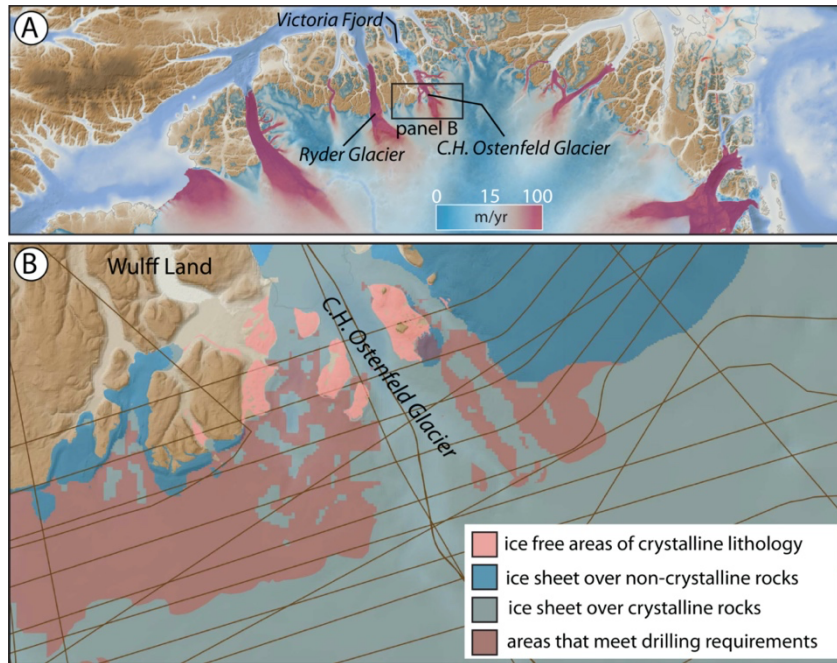 A
Victoria Fjord
Ryder Glacier
panel B
C.H. Ostenfeld Glacier
0 15 100
m/yr
B
Wulff Land
C.H. Ostenfeld Glacier
ice free areas of crystalline lithology
ice sheet over non-crystalline rocks
ice sheet over crystalline rocks
areas that meet drilling requirements